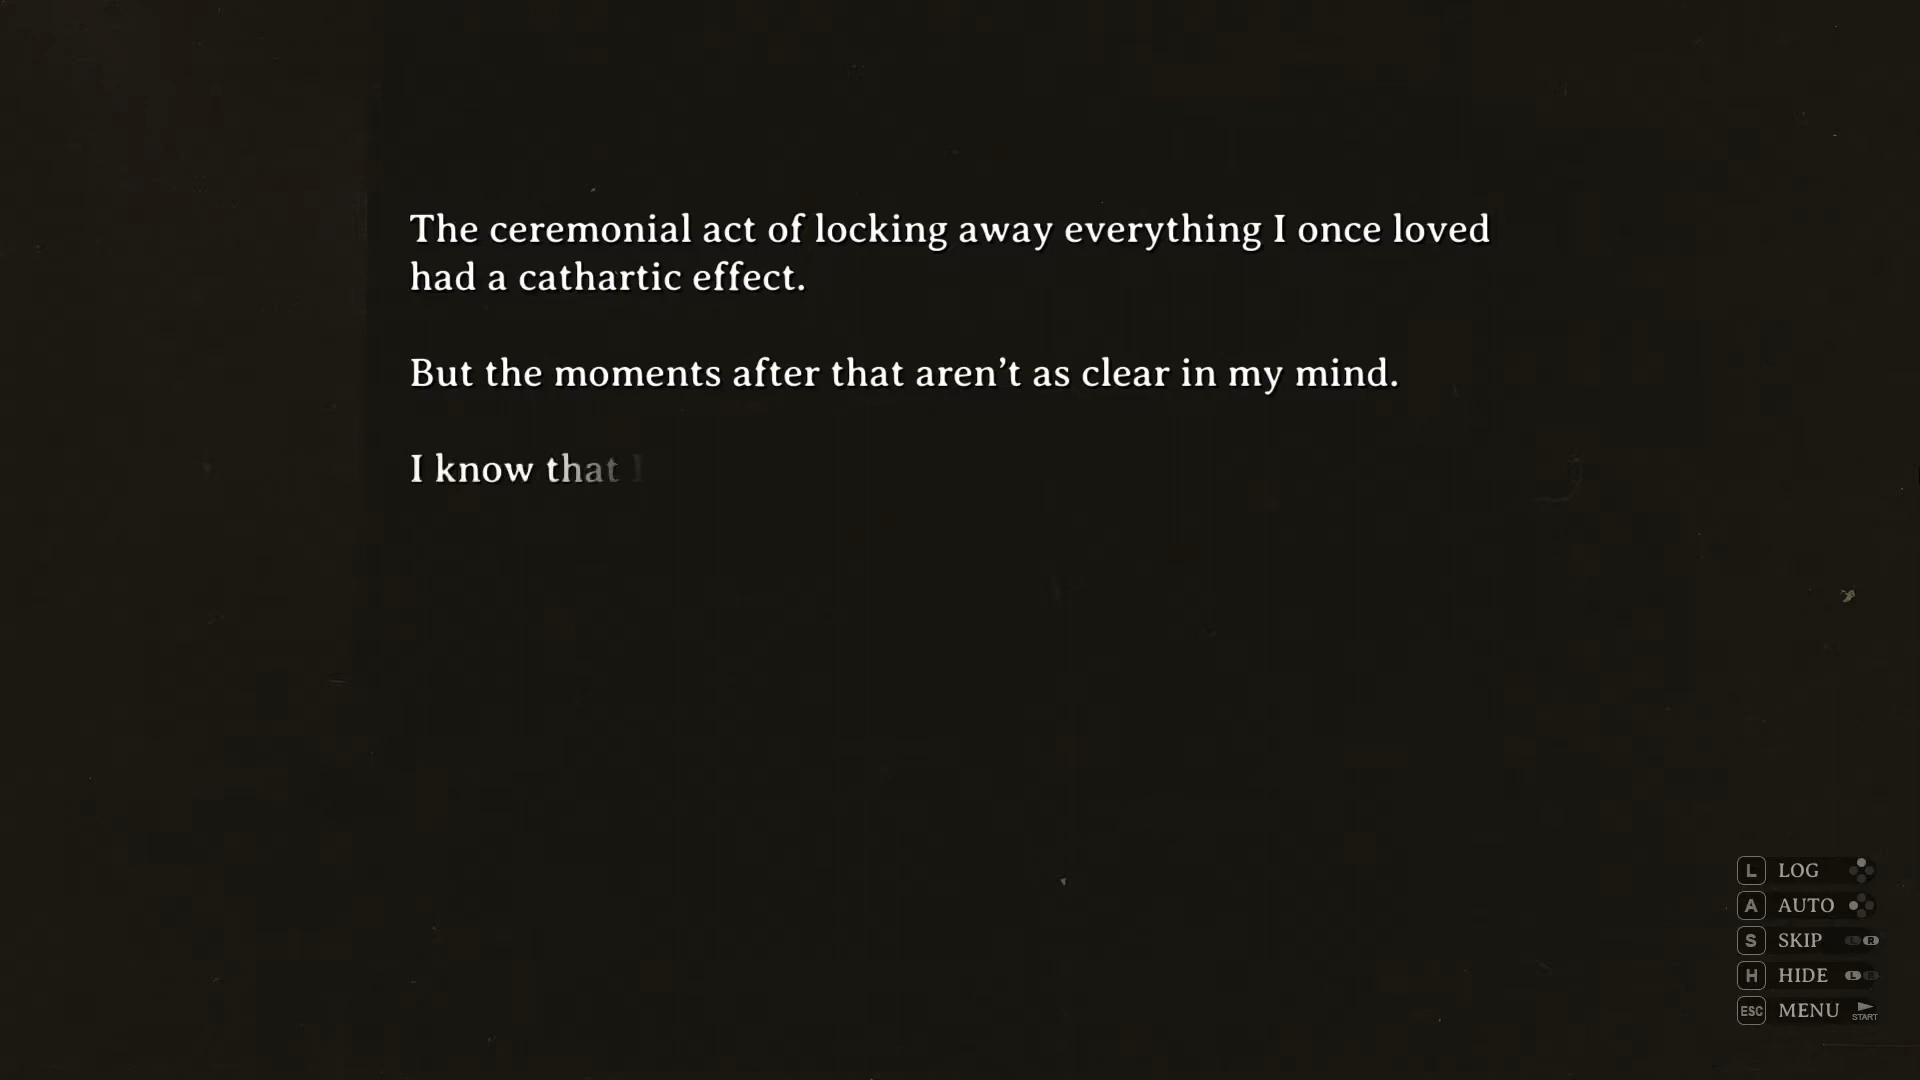 The ceremonial act of locking away everything I once loved
had a cathartic effect.
But the moments after that aren’t as clear in my mind.
I know that I
L LOG
A AUTO
S SKIP L R
H HIDE L R
ESC MENU START